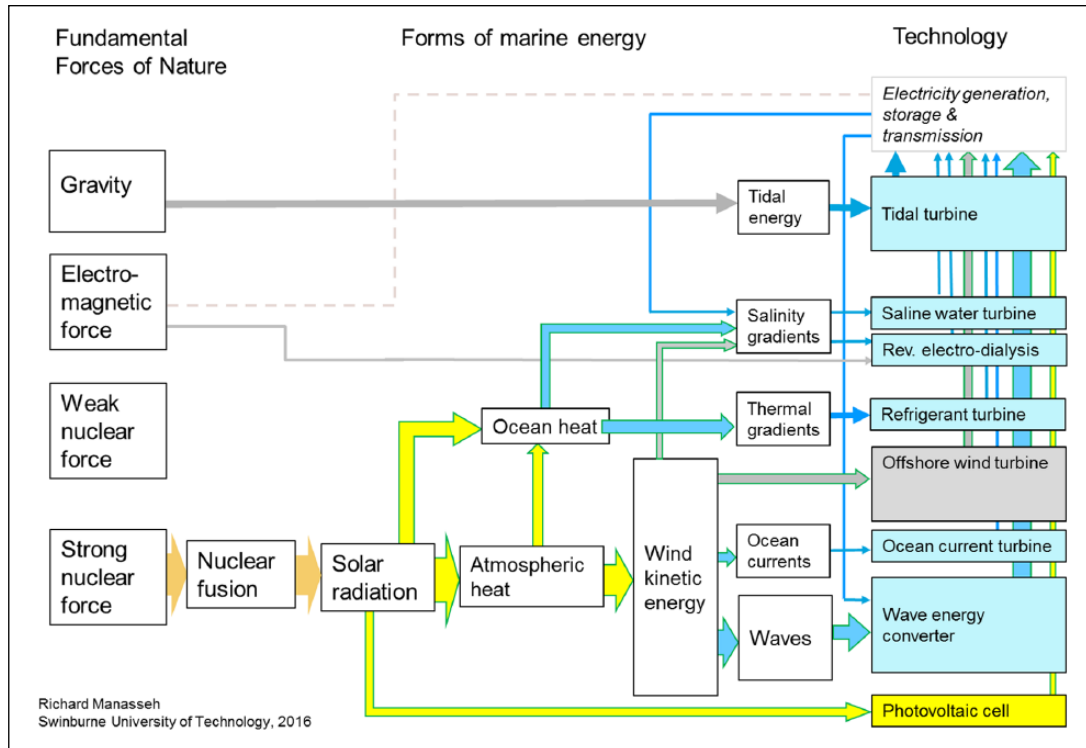 Fundamental
Forces of Nature
Forms of marine energy
Technology
Electricity generation,
storage &
transmission
Gravity
Tidal
energy
Tidal turbine
Electro-
magnetic
force
Salinity
gradients
Saline water turbine
Rev. electro-dialysis
Weak
nuclear
force
Ocean heat
Thermal
gradients
Refrigerant turbine
Offshore wind turbine
Strong
nuclear
force
Nuclear
fusion
Solar
radiation
Atmospheric
heat
Wind
kinetic
energy
Ocean
currents
Ocean current turbine
Waves
Wave energy
converter
Photovoltaic cell
Richard Manasseh
Swinburne University of Technology, 2016